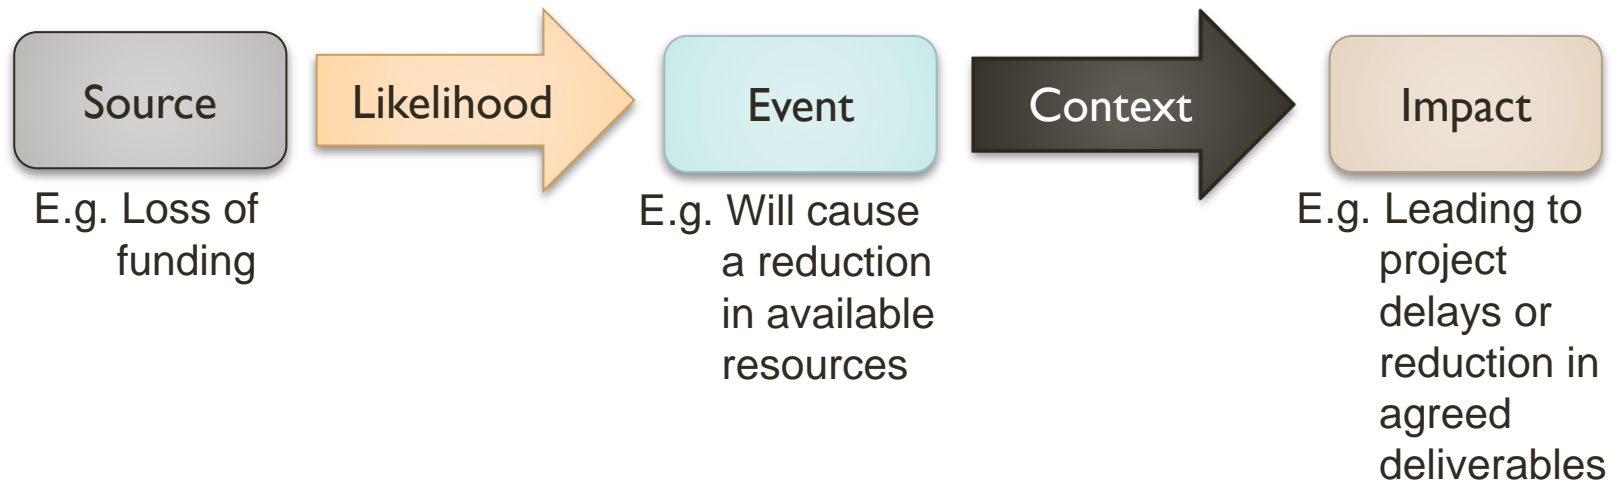 Source
Likelihood
Event
Context
Impact
E.g. Loss of
funding
E.g. Will cause
a reduction
in available
resources
E.g. Leading to
project
delays or
reduction in
agreed
deliverables